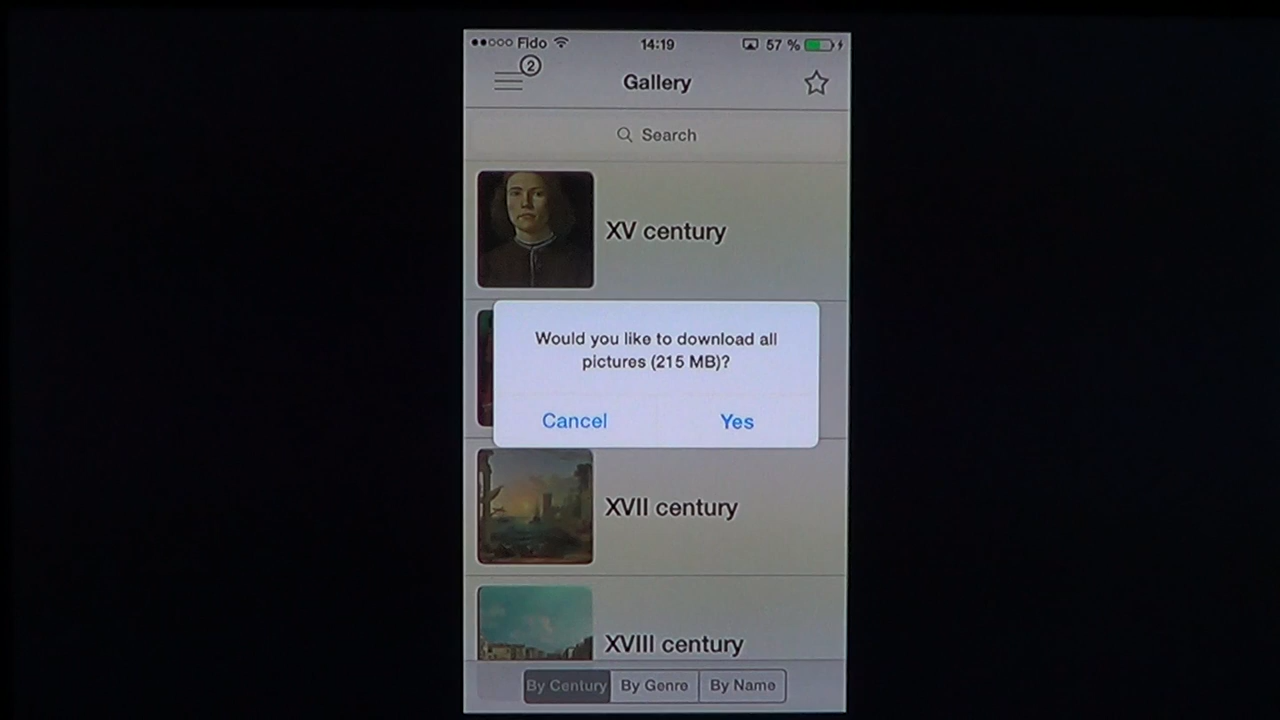 Fido 14:19 57 %
2
Gallery
Search
XV century
Would you like to download all
pictures (215 MB)?
Cancel Yes
XVII century
XVIII century
By Century By Genre By Name